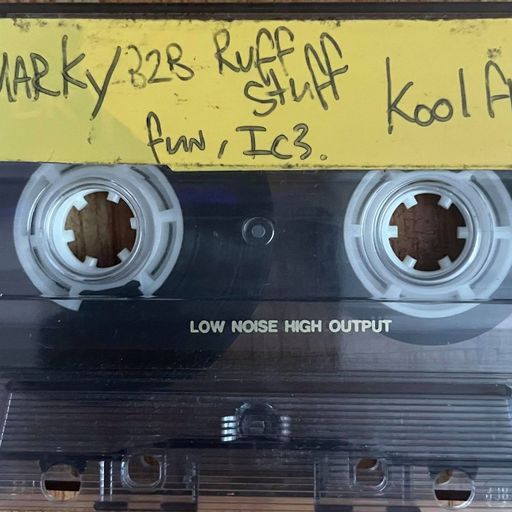 MARKY B2B Ruff Stuff Kool
fun, Ic3.
LOW NOISE HIGH OUTPUT